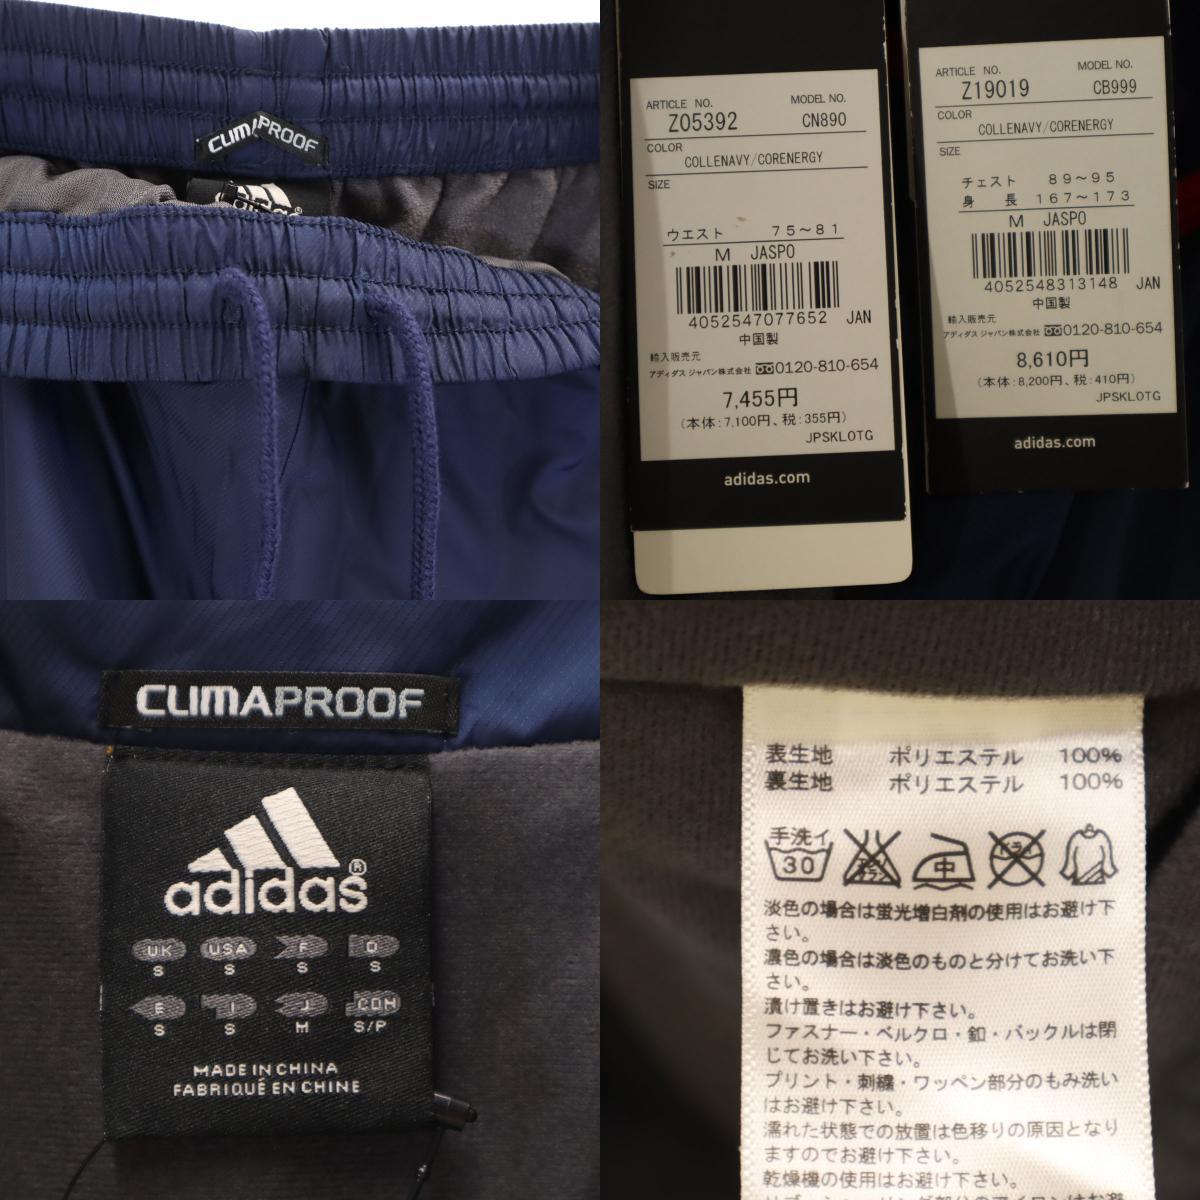 CLIMAPROOF
adidas
ARTICLE NO. MODEL NO.
Z05392 CN890
COLOR
COLLENAVY/CORENERGY
SIZE
ウエスト 75~81
M JASPO
4052547077652 JAN
中国製
輸入販売元
アディダス ジャパン株式会社 0120-810-654
7,455円
(本体:7,100円、税:355円)
JPSKLOTG
adidas.com
ARTICLE NO. MODEL NO.
Z19019 CB999
COLOR
COLLENAVY/CORENERGY
SIZE
チェスト 89~95
身長 167~173
M JASPO
4052548313148 JAN
中国製
輸入販売元
アディダス ジャパン株式会社 0120-810-654
8,610円
(本体:8,200円、税:410円)
JPSKLOTG
adidas.com
CLIMAPROOF
adidas®
UK USA F D
S S S S
E I J .COM
S S M S/P
MADE IN CHINA
FABRIQUÉ EN CHINE
表生地 ポリエステル 100%
裏生地 ポリエステル 100%
手洗イ
30 中
淡色の場合は蛍光増白剤の使用はお避け下
さい。
濃色の場合は淡色のものと分けてお洗い下
さい。
漬け置きはお避け下さい。
ファスナー・ベルクロ・釦・バックルは閉
じてお洗い下さい。
プリント・刺繍・ワッペン部分のもみ洗い
はお避け下さい。
濡れた状態での放置は色移りの原因となり
ますのでお避け下さい。
乾燥機の使用はお避け下さい。